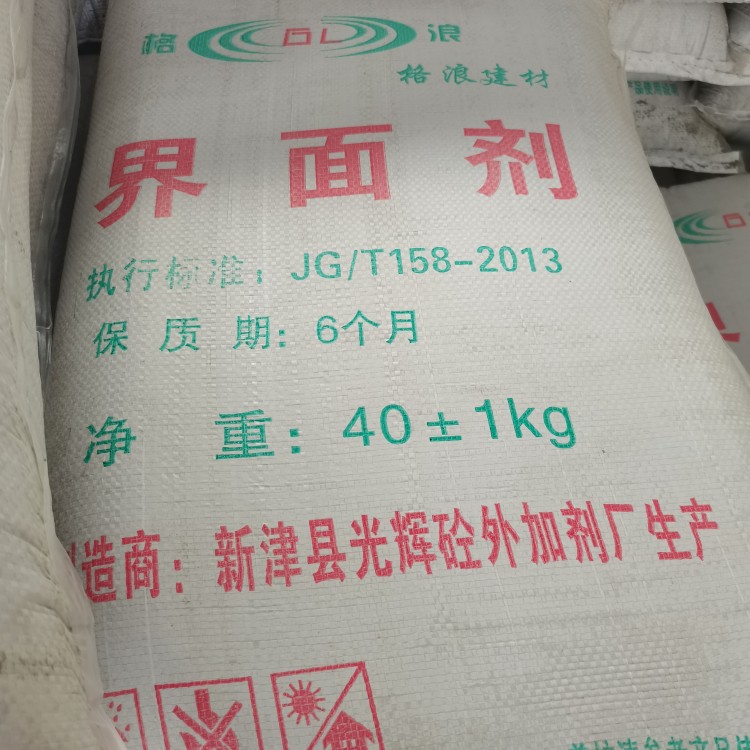 格 GL 浪
格浪建材
界面剂
执行标准：JG/T158-2013
保质期：6个月
净重：40±1kg
造商：新津县光辉砼外加剂厂生产